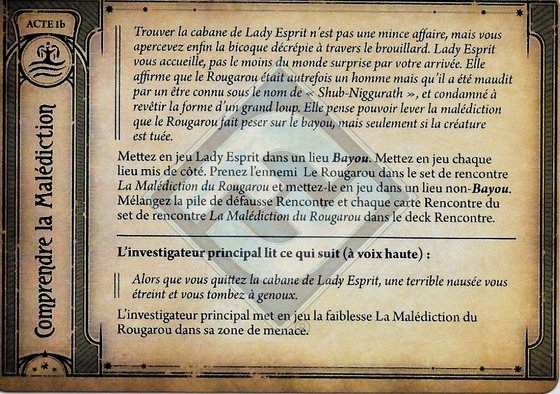 ACTE 1b
Comprendre la Malédiction
Trouver la cabane de Lady Esprit n'est pas une mince affaire, mais vous
apercevez enfin la bicoque décrépie à travers le brouillard. Lady Esprit
vous accueille, pas le moins du monde surprise par votre arrivée. Elle
affirme que le Rougarou était autrefois un homme mais qu'il a été maudit
par un être connu sous le nom de « Shub-Niggurath », et condamné à
revêtir la forme d'un grand loup. Elle pense pouvoir lever la malédiction
que le Rougarou fait peser sur le bayou, mais seulement si la créature
est tuée.
Mettez en jeu Lady Esprit dans un lieu Bayou. Mettez en jeu chaque
lieu mis de côté. Prenez l'ennemi Le Rougarou dans le set de rencontre
La Malédiction du Rougarou et mettez-le en jeu dans un lieu non-Bayou.
Mélangez la pile de défausse Rencontre et chaque carte Rencontre du
set de rencontre La Malédiction du Rougarou dans le deck Rencontre.
L'investigateur principal lit ce qui suit (à voix haute) :
Alors que vous quittez la cabane de Lady Esprit, une terrible nausée vous
étreint et vous tombez à genoux.
L'investigateur principal met en jeu la faiblesse La Malédiction du
Rougarou dans sa zone de menace.